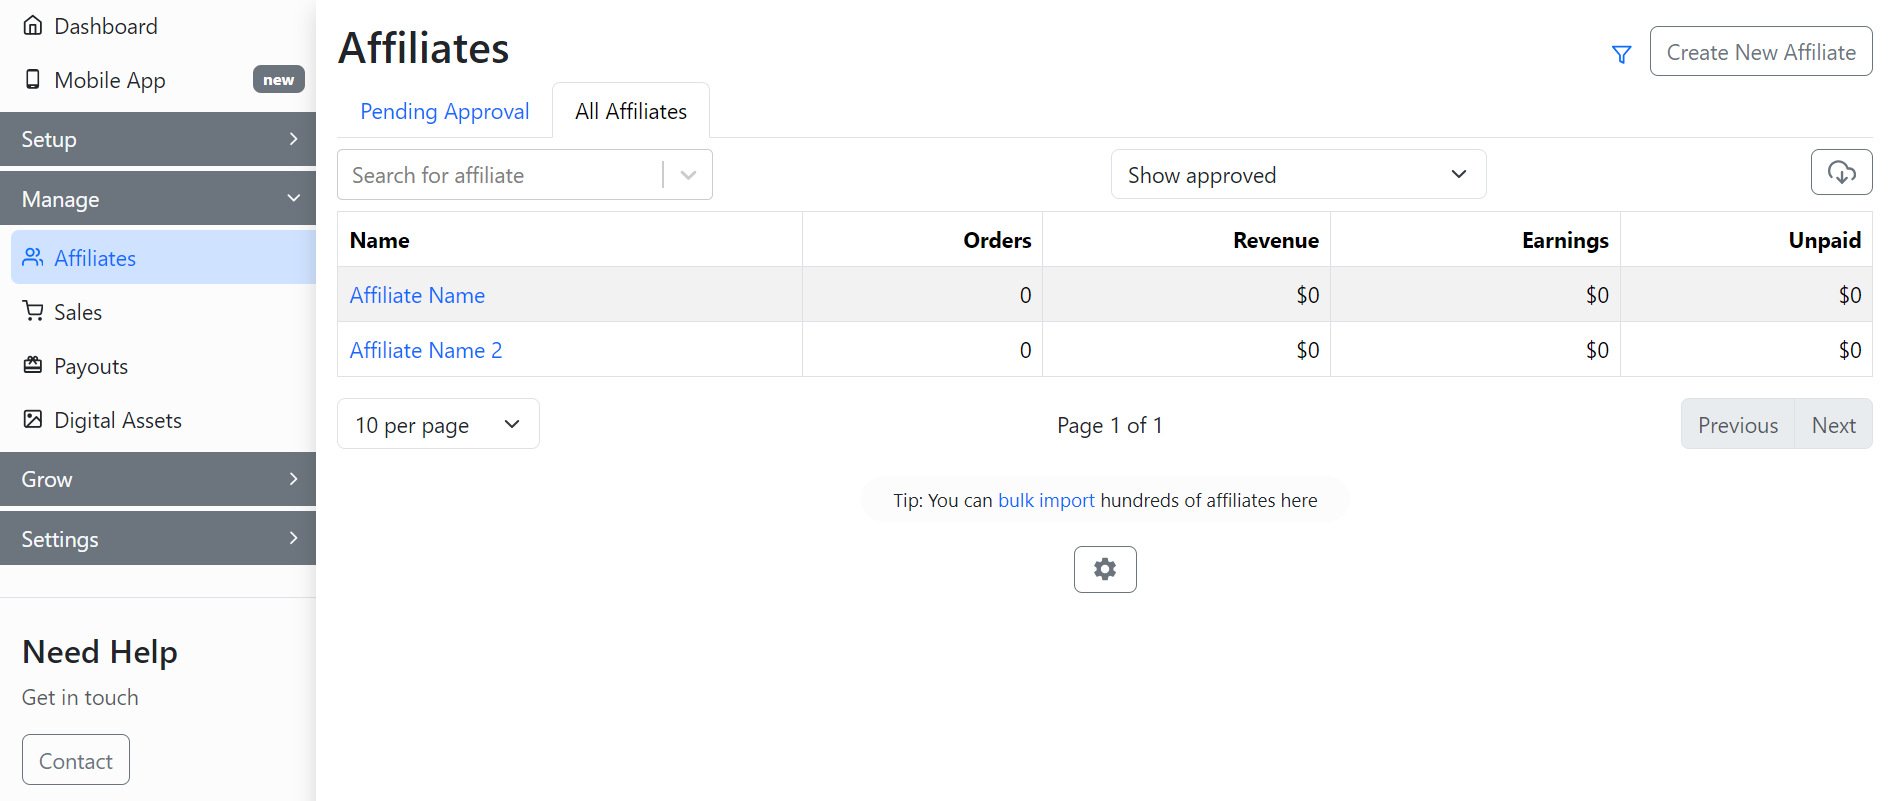 Dashboard
Mobile App new
Setup
Manage
Affiliates
Sales
Payouts
Digital Assets
Grow
Settings
Need Help
Get in touch
Contact
Affiliates
Create New Affiliate
Pending Approval All Affiliates
Search for affiliate Show approved
Name Orders Revenue Earnings Unpaid
Affiliate Name 0 $0 $0 $0
Affiliate Name 2 0 $0 $0 $0
10 per page Page 1 of 1 Previous Next
Tip: You can bulk import hundreds of affiliates here